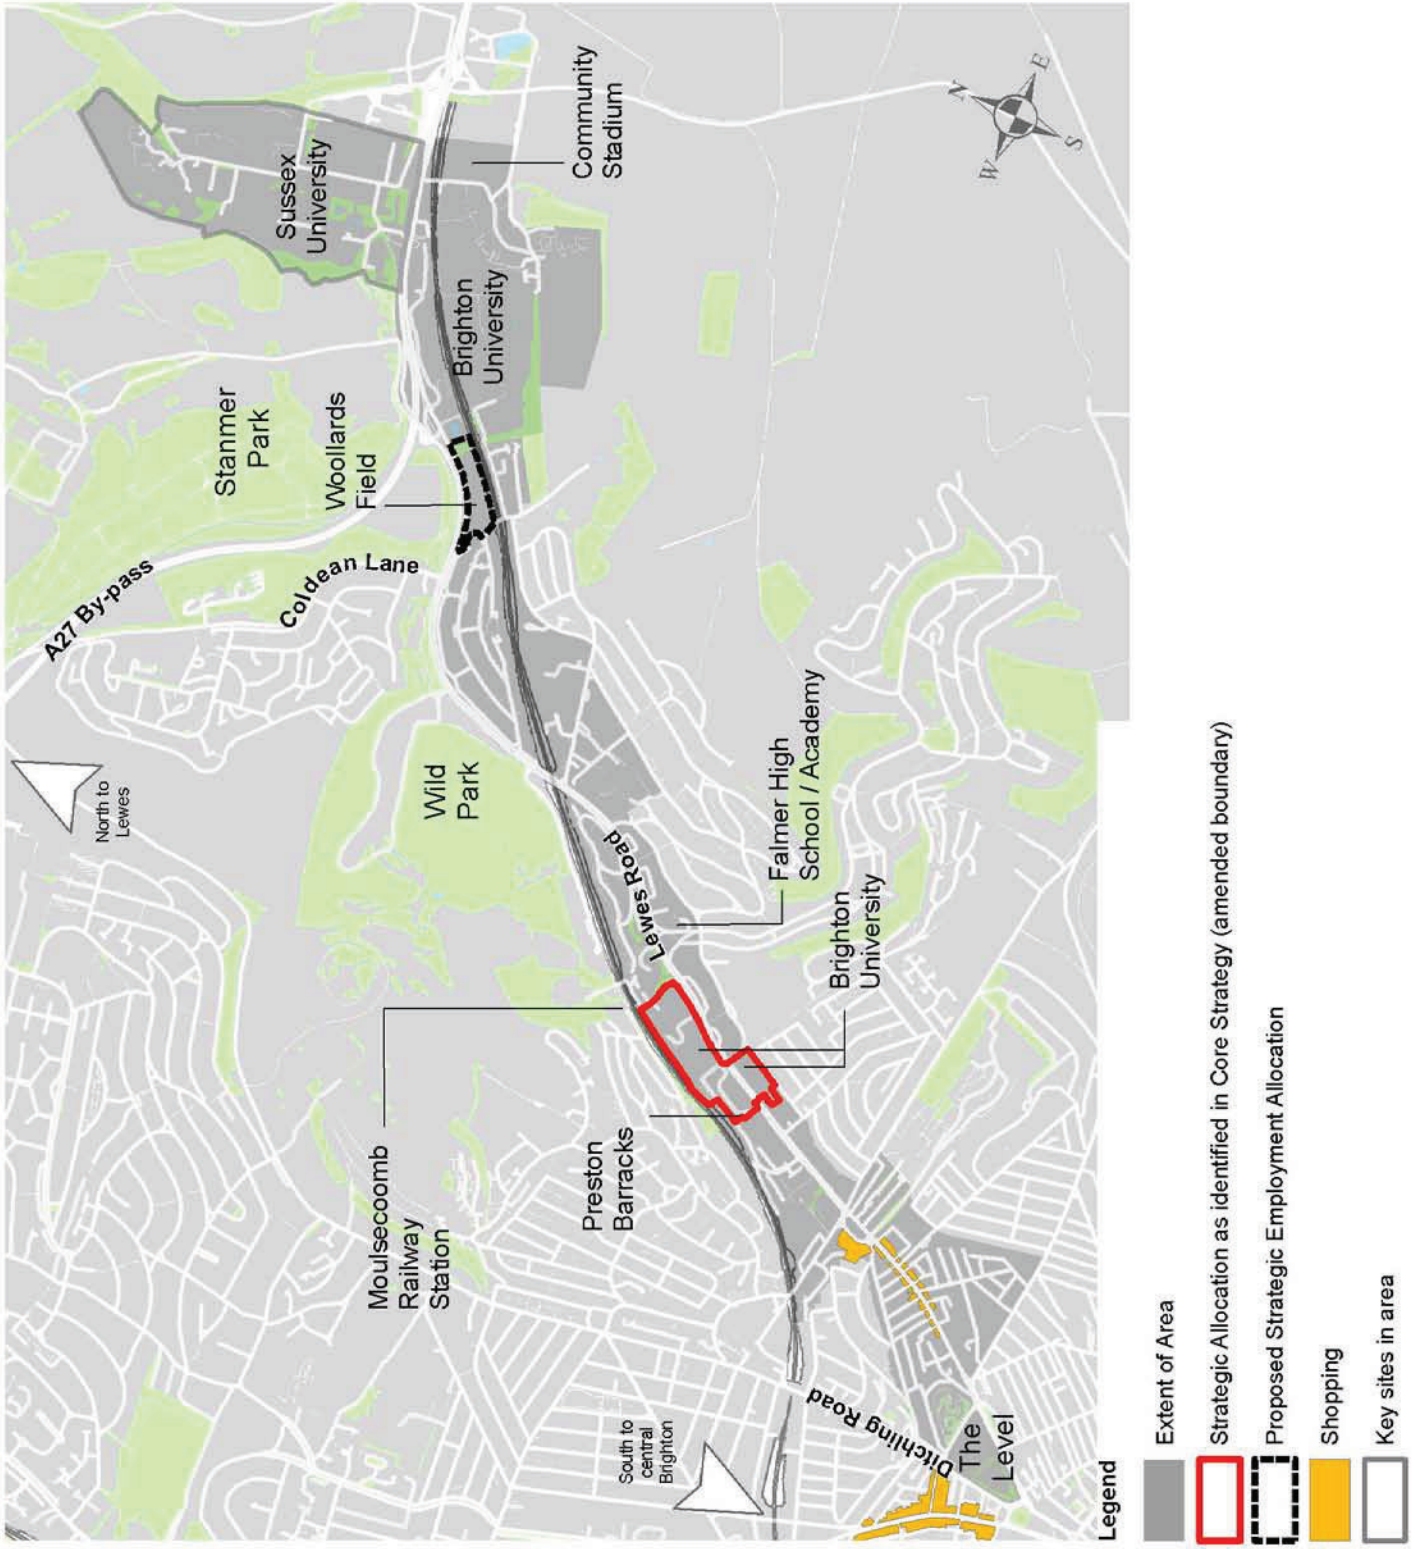 Sussex
University
Community
Stadium
N
E
S
W
Brighton
University
Stanmer
Park
Woollards
Field
A27 By-pass
Coldean Lane
North to
Lewes
Wild
Park
Lewes Road
Falmer High
School / Academy
Brighton
University
Moulsecoomb
Railway
Station
Preston
Barracks
South to
central
Brighton
Ditchling Road
The
Level
Legend
Extent of Area
Strategic Allocation as identified in Core Strategy (amended boundary)
Proposed Strategic Employment Allocation
Shopping
Key sites in area